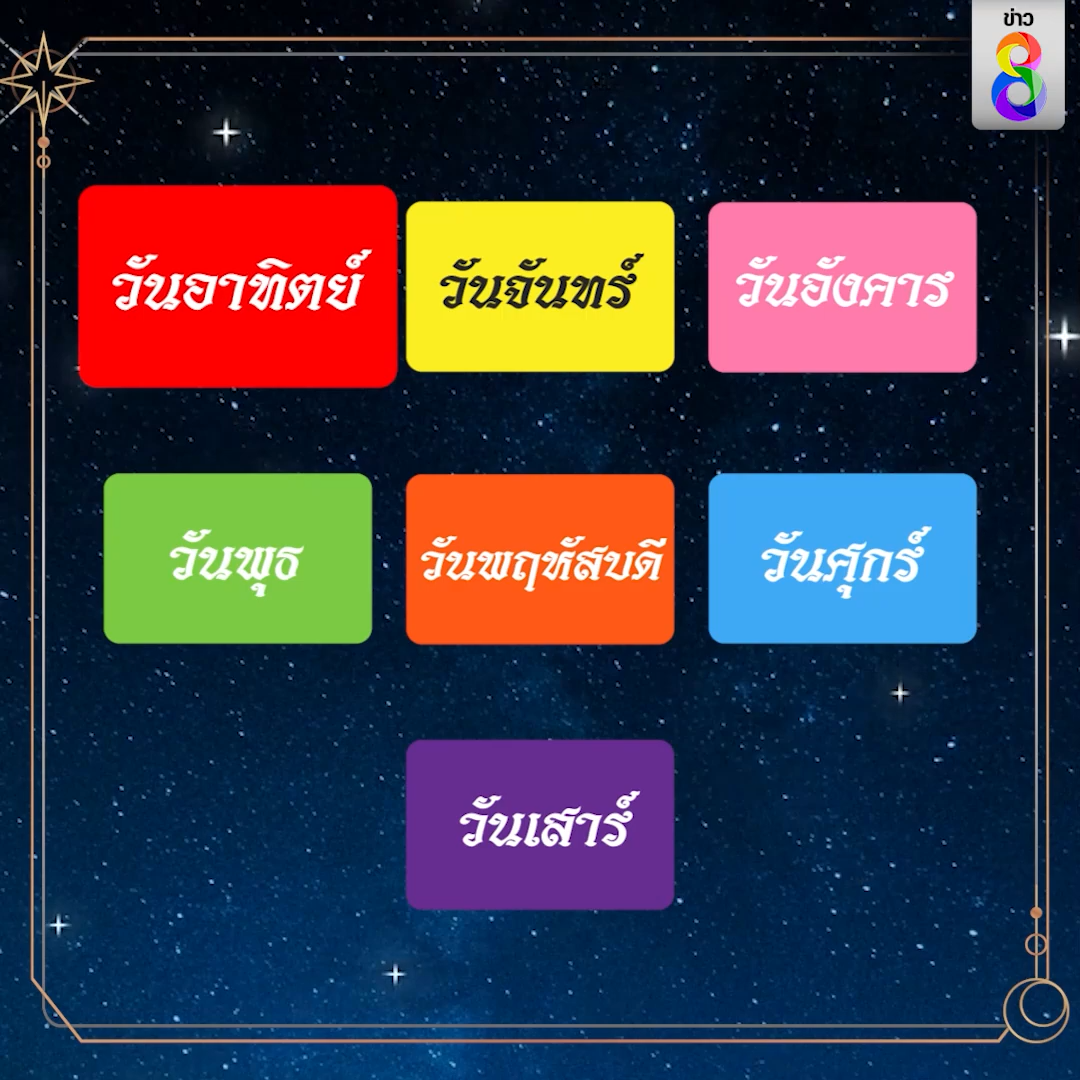 ข่าว
8
วันอาทิตย์
วันจันทร์
วันอังคาร
วันพุธ
วันพฤหัสบดี
วันศุกร์
วันเสาร์